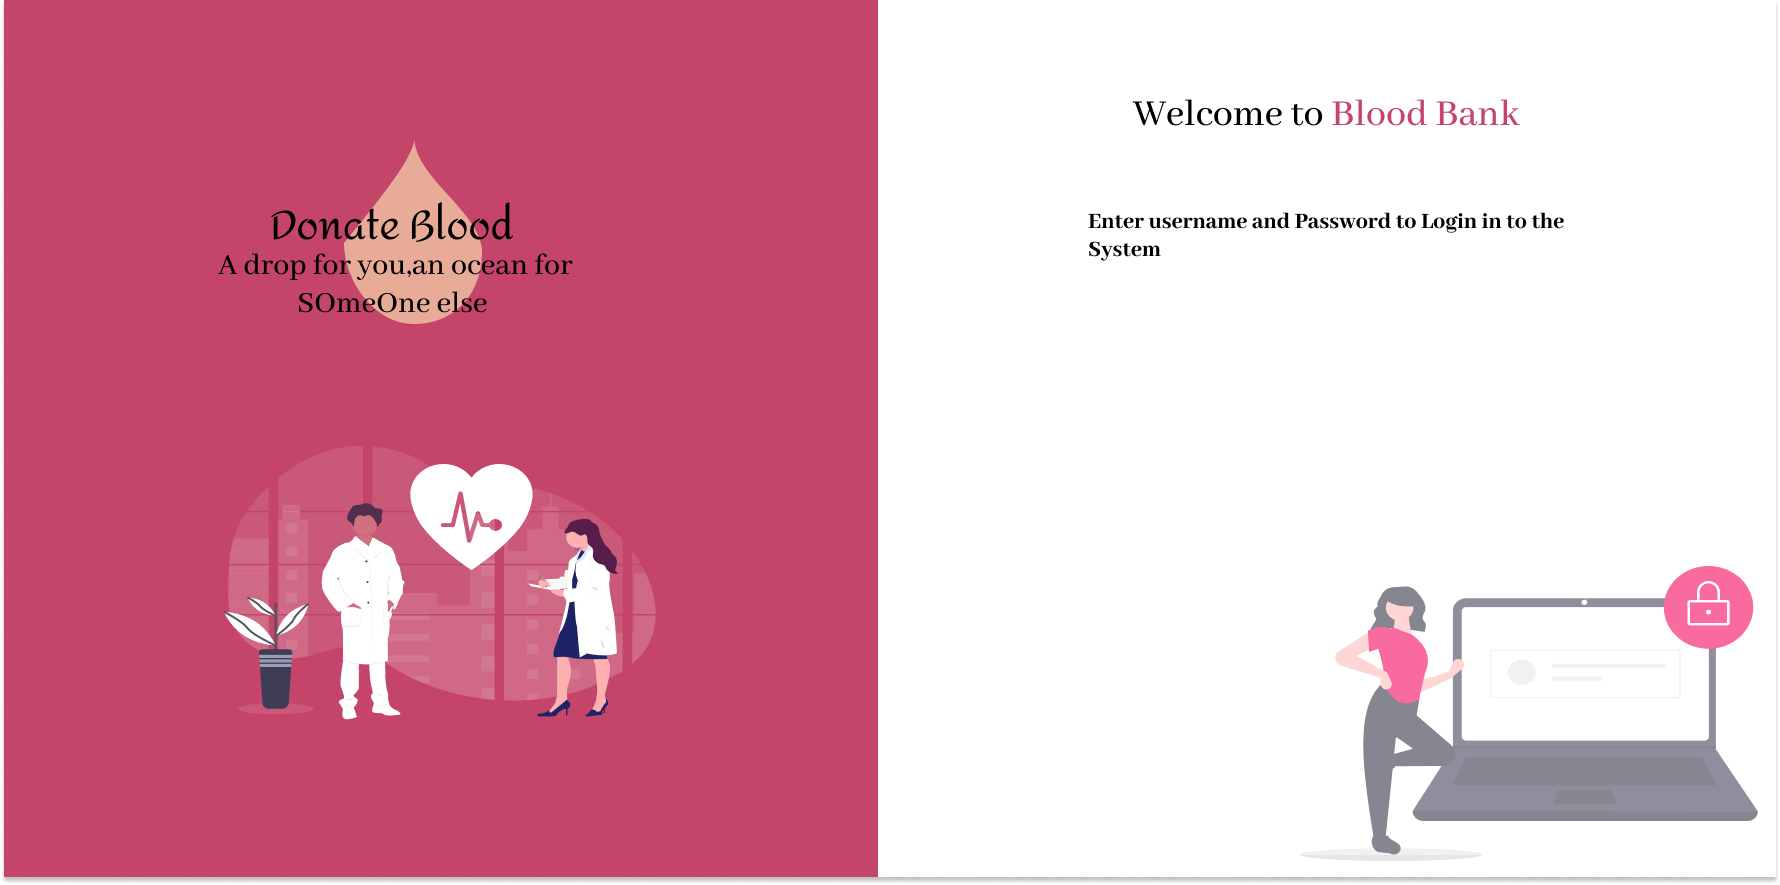 Donate Blood
A drop for you,an ocean for
SOmeOne else
Welcome to Blood Bank
Enter username and Password to Login in to the
System